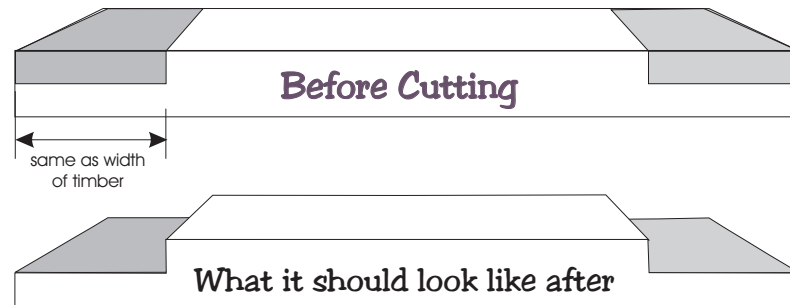 Before Cutting
same as width
of timber
What it should look like after